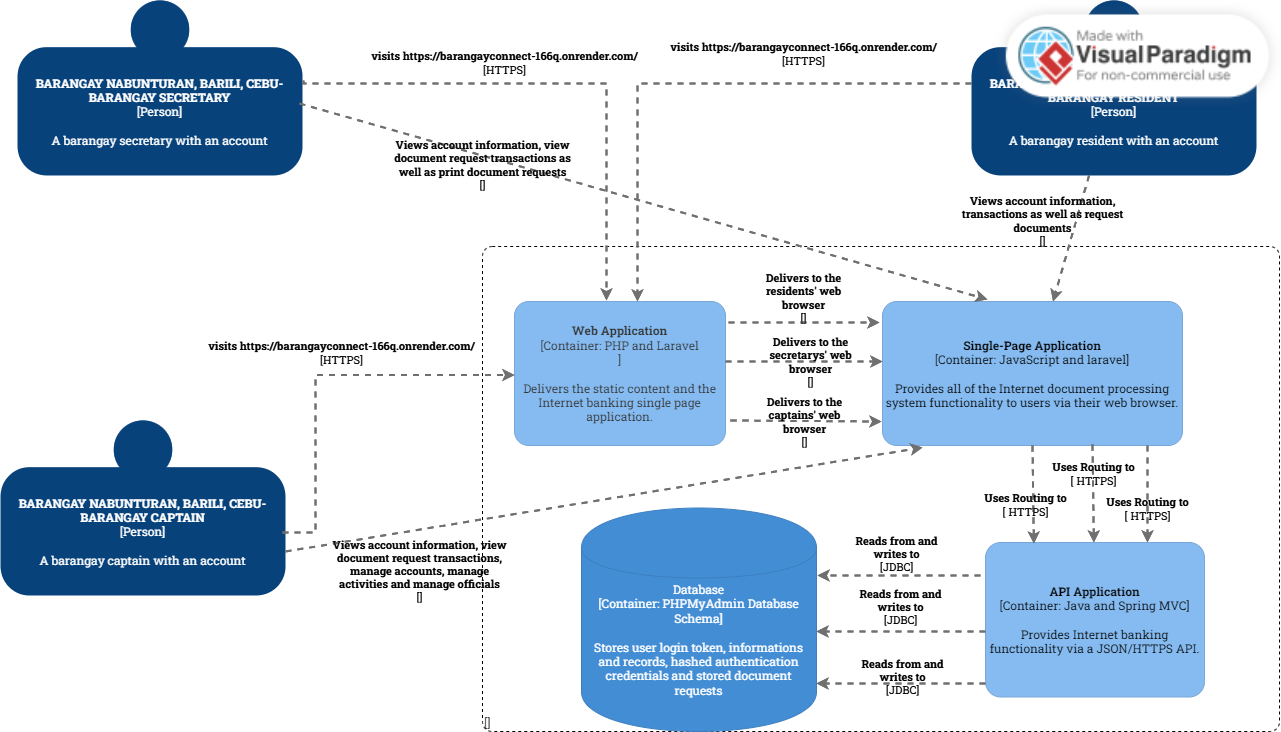 BARANGAY NABUNTURAN, BARILI, CEBU-
BARANGAY SECRETARY
[Person]
A barangay secretary with an account
visits https://barangayconnect-166q.onrender.com/
[HTTPS]
visits https://barangayconnect-166q.onrender.com/
[HTTPS]
Made with
Visual Paradigm
For non-commercial use
BARANGAY RESIDENT
[Person]
A barangay resident with an account
Views account information, view
document request transactions as
well as print document requests
[]
Views account information,
transactions as well as request
documents
[]
Web Application
[Container: PHP and Laravel
]
Delivers the static content and the
Internet banking single page
application.
Delivers to the
residents' web
browser
[]
Delivers to the
secretarys' web
browser
[]
Delivers to the
captains' web
browser
[]
Single-Page Application
[Container: JavaScript and laravel]
Provides all of the Internet document processing
system functionality to users via their web browser.
visits https://barangayconnect-166q.onrender.com/
[HTTPS]
BARANGAY NABUNTURAN, BARILI, CEBU-
BARANGAY CAPTAIN
[Person]
A barangay captain with an account
Views account information, view
document request transactions,
manage accounts, manage
activities and manage officials
[]
Uses Routing to
[ HTTPS]
Uses Routing to
[ HTTPS]
Uses Routing to
[ HTTPS]
Database
[Container: PHPMyAdmin Database
Schema]
Stores user login token, informations
and records, hashed authentication
credentials and stored document
requests
Reads from and
writes to
[JDBC]
Reads from and
writes to
[JDBC]
Reads from and
writes to
[JDBC]
API Application
[Container: Java and Spring MVC]
Provides Internet banking
functionality via a JSON/HTTPS API.
[]